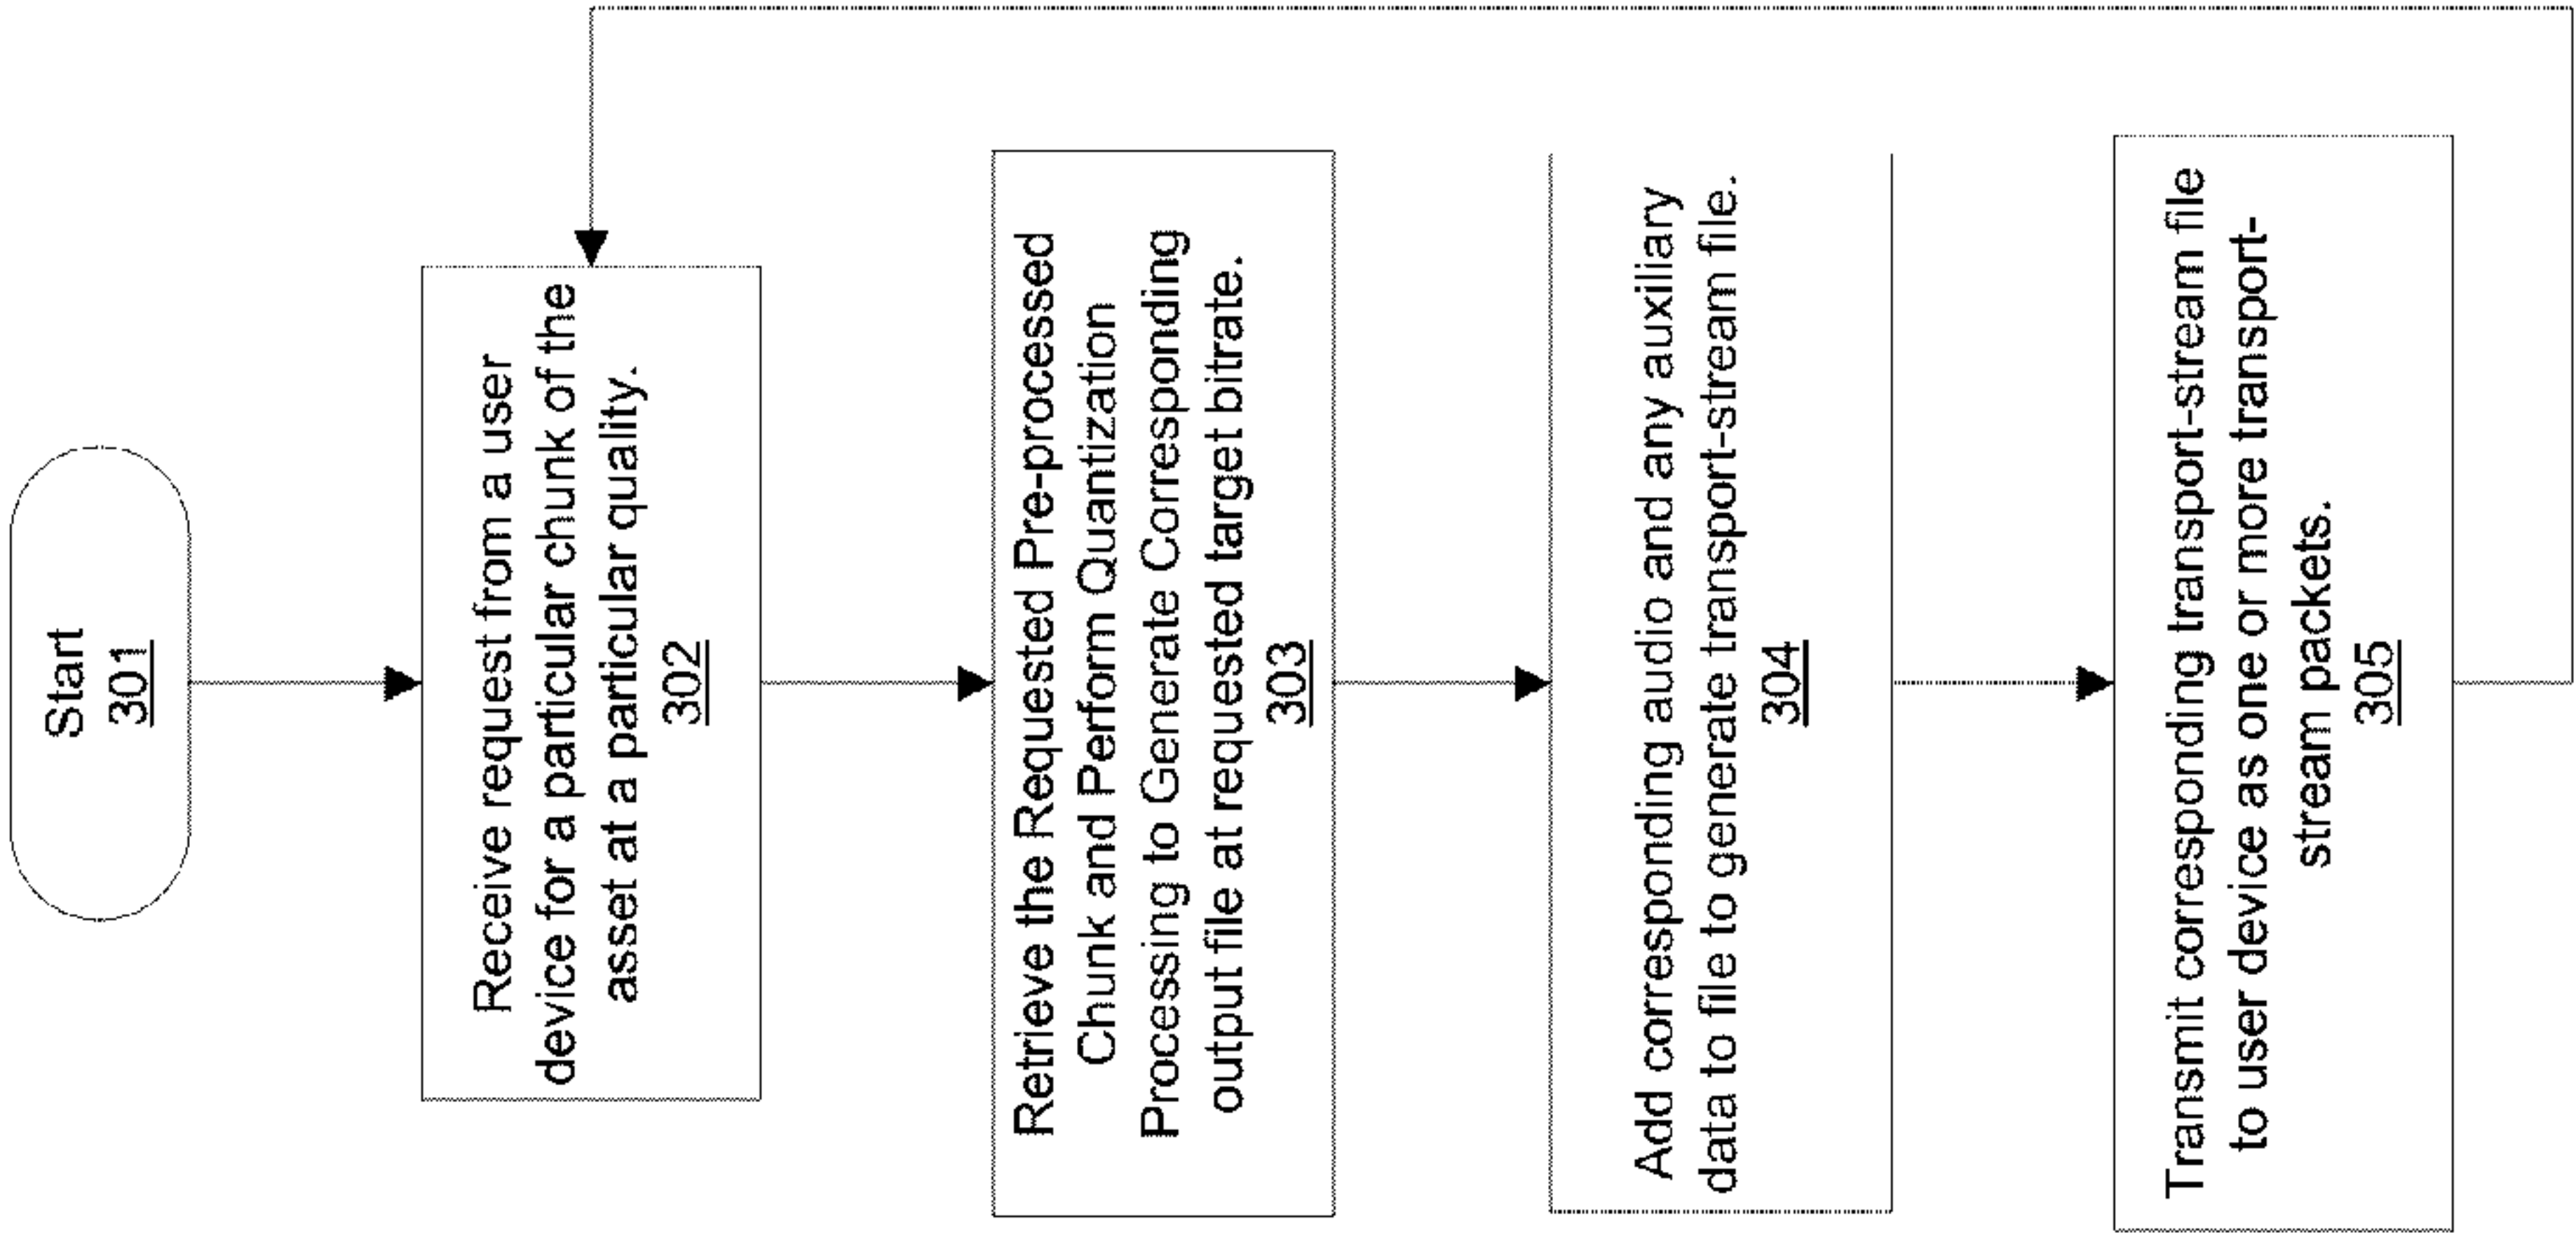 Start
301
Receive request from a user
device for a particular chunk of the
asset at a particular quality.
302
Retrieve the Requested Pre-processed
Chunk and Perform Quantization
Processing to Generate Corresponding
output file at requested target bitrate.
303
Add corresponding audio and any auxiliary
data to file to generate transport-stream file.
304
Transmit corresponding transport-stream file
to user device as one or more transport-
stream packets.
305